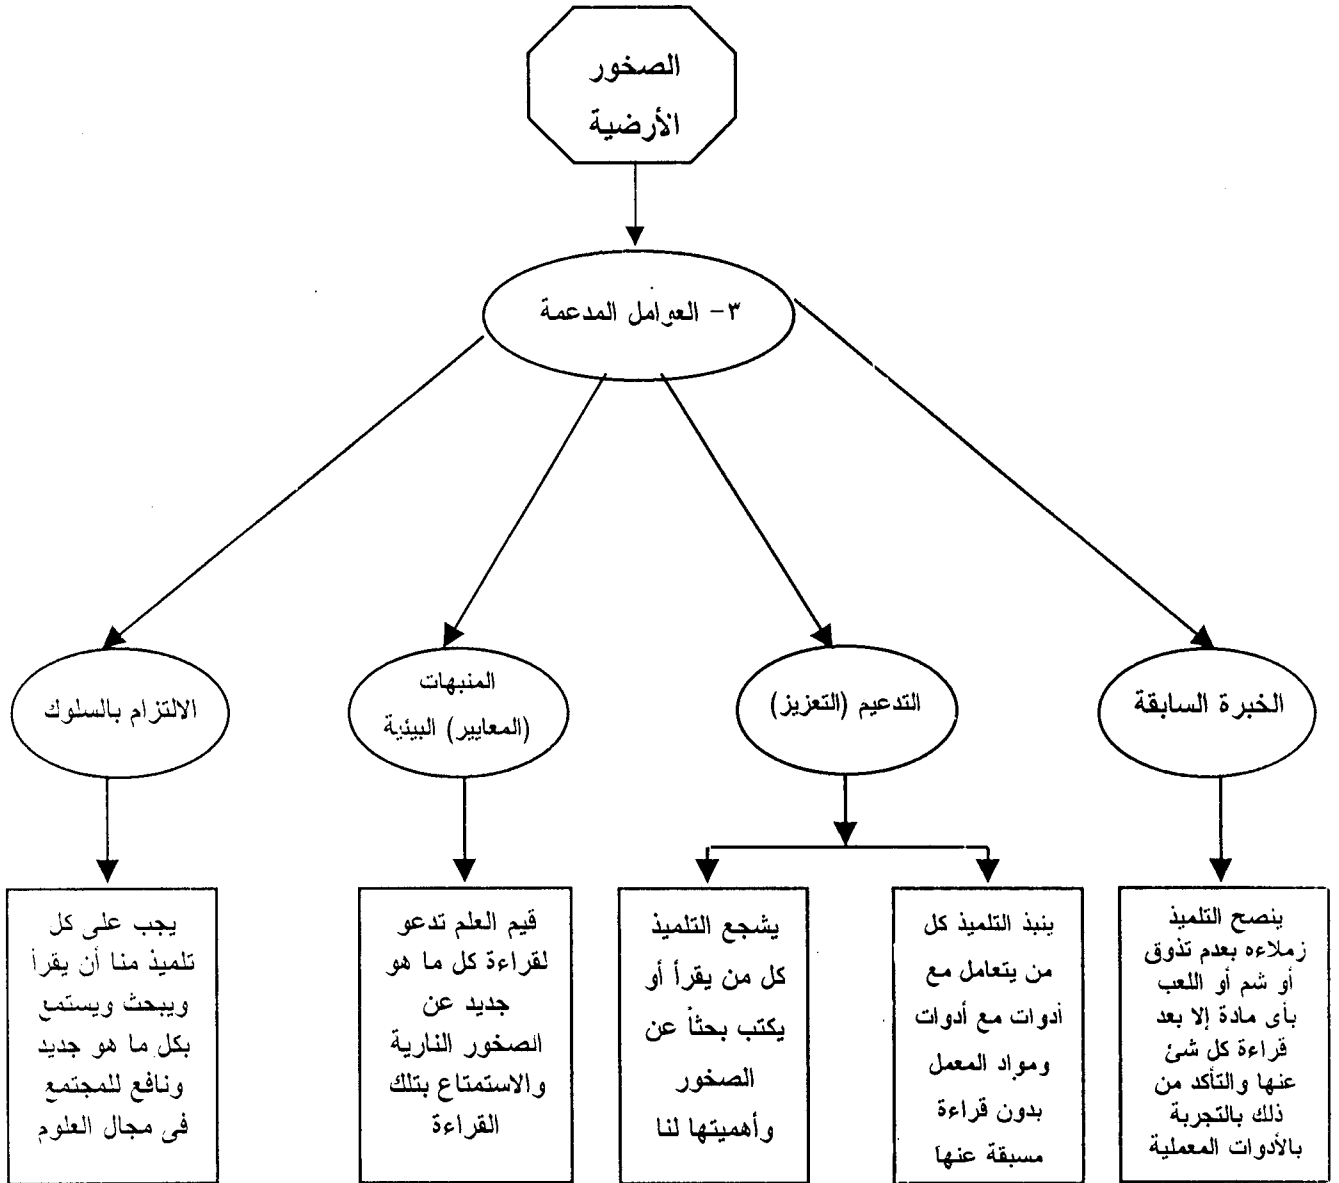 الصخور
الأرضية
٣- العوامل المدعمة
الخبرة السابقة
التدعيم (التعزيز)
المنبهات
(المعايير) البيئية
الالتزام بالسلوك
ينصح التلميذ
زملاءه بعدم تذوق
أو شم أو اللعب
بأى مادة إلا بعد
قراءة كل شئ
عنها والتأكد من
ذلك بالتجربة
بالأدوات المعملية
ينبذ التلميذ كل
من يتعامل مع
أدوات مع أدوات
ومواد المعمل
بدون قراءة
مسبقة عنها
يشجع التلميذ
كل من يقرأ أو
يكتب بحثاً عن
الصخور
وأهميتها لنا
قيم العلم تدعو
لقراءة كل ما هو
جديد عن
الصخور النارية
والاستمتاع بتلك
القراءة
يجب على كل
تلميذ منا أن يقرأ
ويبحث ويستمع
بكل ما هو جديد
ونافع للمجتمع
فى مجال العلوم